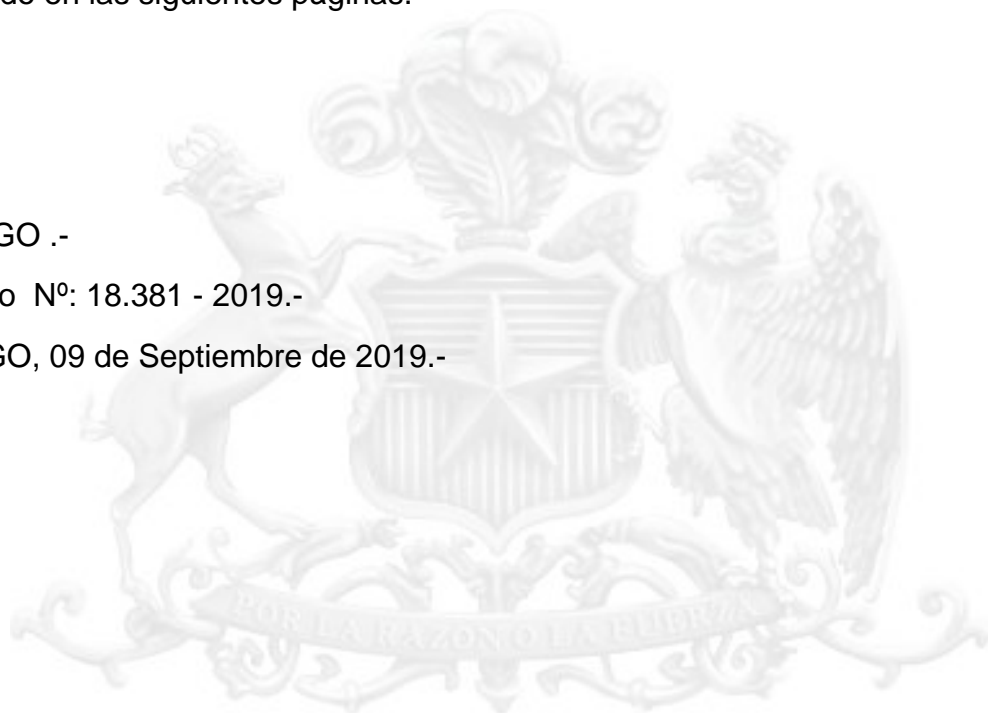 do en las siguientes páginas.
GO .-
o Nº: 18.381 - 2019.-
GO, 09 de Septiembre de 2019.-
POR LA RAZON O LA FUERZA